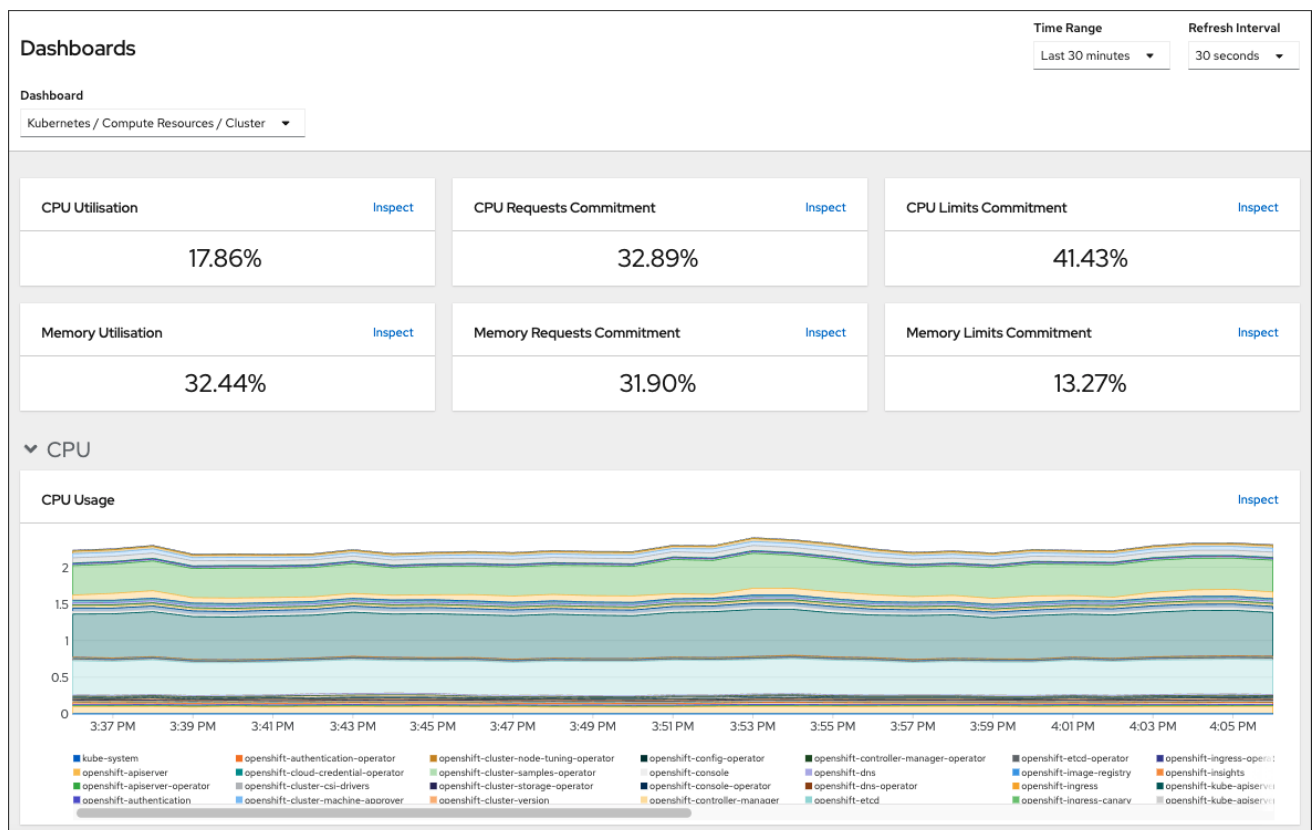 Dashboards
Time Range
Refresh Interval
Last 30 minutes
30 seconds
Dashboard
Kubernetes / Compute Resources / Cluster
CPU Utilisation Inspect
CPU Requests Commitment Inspect
CPU Limits Commitment Inspect
17.86%
32.89%
41.43%
Memory Utilisation Inspect
Memory Requests Commitment Inspect
Memory Limits Commitment Inspect
32.44%
31.90%
13.27%
CPU
CPU Usage Inspect
2
1.5
1
0.5
0
3:37 PM 3:39 PM 3:41 PM 3:43 PM 3:45 PM 3:47 PM 3:49 PM 3:51 PM 3:53 PM 3:55 PM 3:57 PM 3:59 PM 4:01 PM 4:03 PM 4:05 PM
kube-system openshift-authentication-operator openshift-cluster-node-tuning-operator openshift-config-operator openshift-controller-manager-operator openshift-etcd-operator openshift-ingress-opera
openshift-apiserver openshift-cloud-credential-operator openshift-cluster-samples-operator openshift-console openshift-dns openshift-image-registry openshift-insights
openshift-apiserver-operator openshift-cluster-csi-drivers openshift-cluster-storage-operator openshift-console-operator openshift-dns-operator openshift-ingress openshift-kube-apiserver
openshift-authentication openshift-cluster-machine-approver openshift-cluster-version openshift-controller-manager openshift-etcd openshift-ingress-canary openshift-kube-apiserver